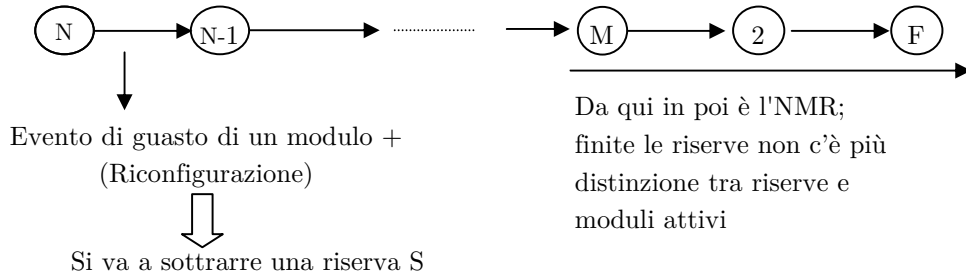 N
N-1
M
2
F
Evento di guasto di un modulo +
(Riconfigurazione)
Si va a sottrarre una riserva S
Da qui in poi è l'NMR;
finite le riserve non c’è più
distinzione tra riserve e
moduli attivi